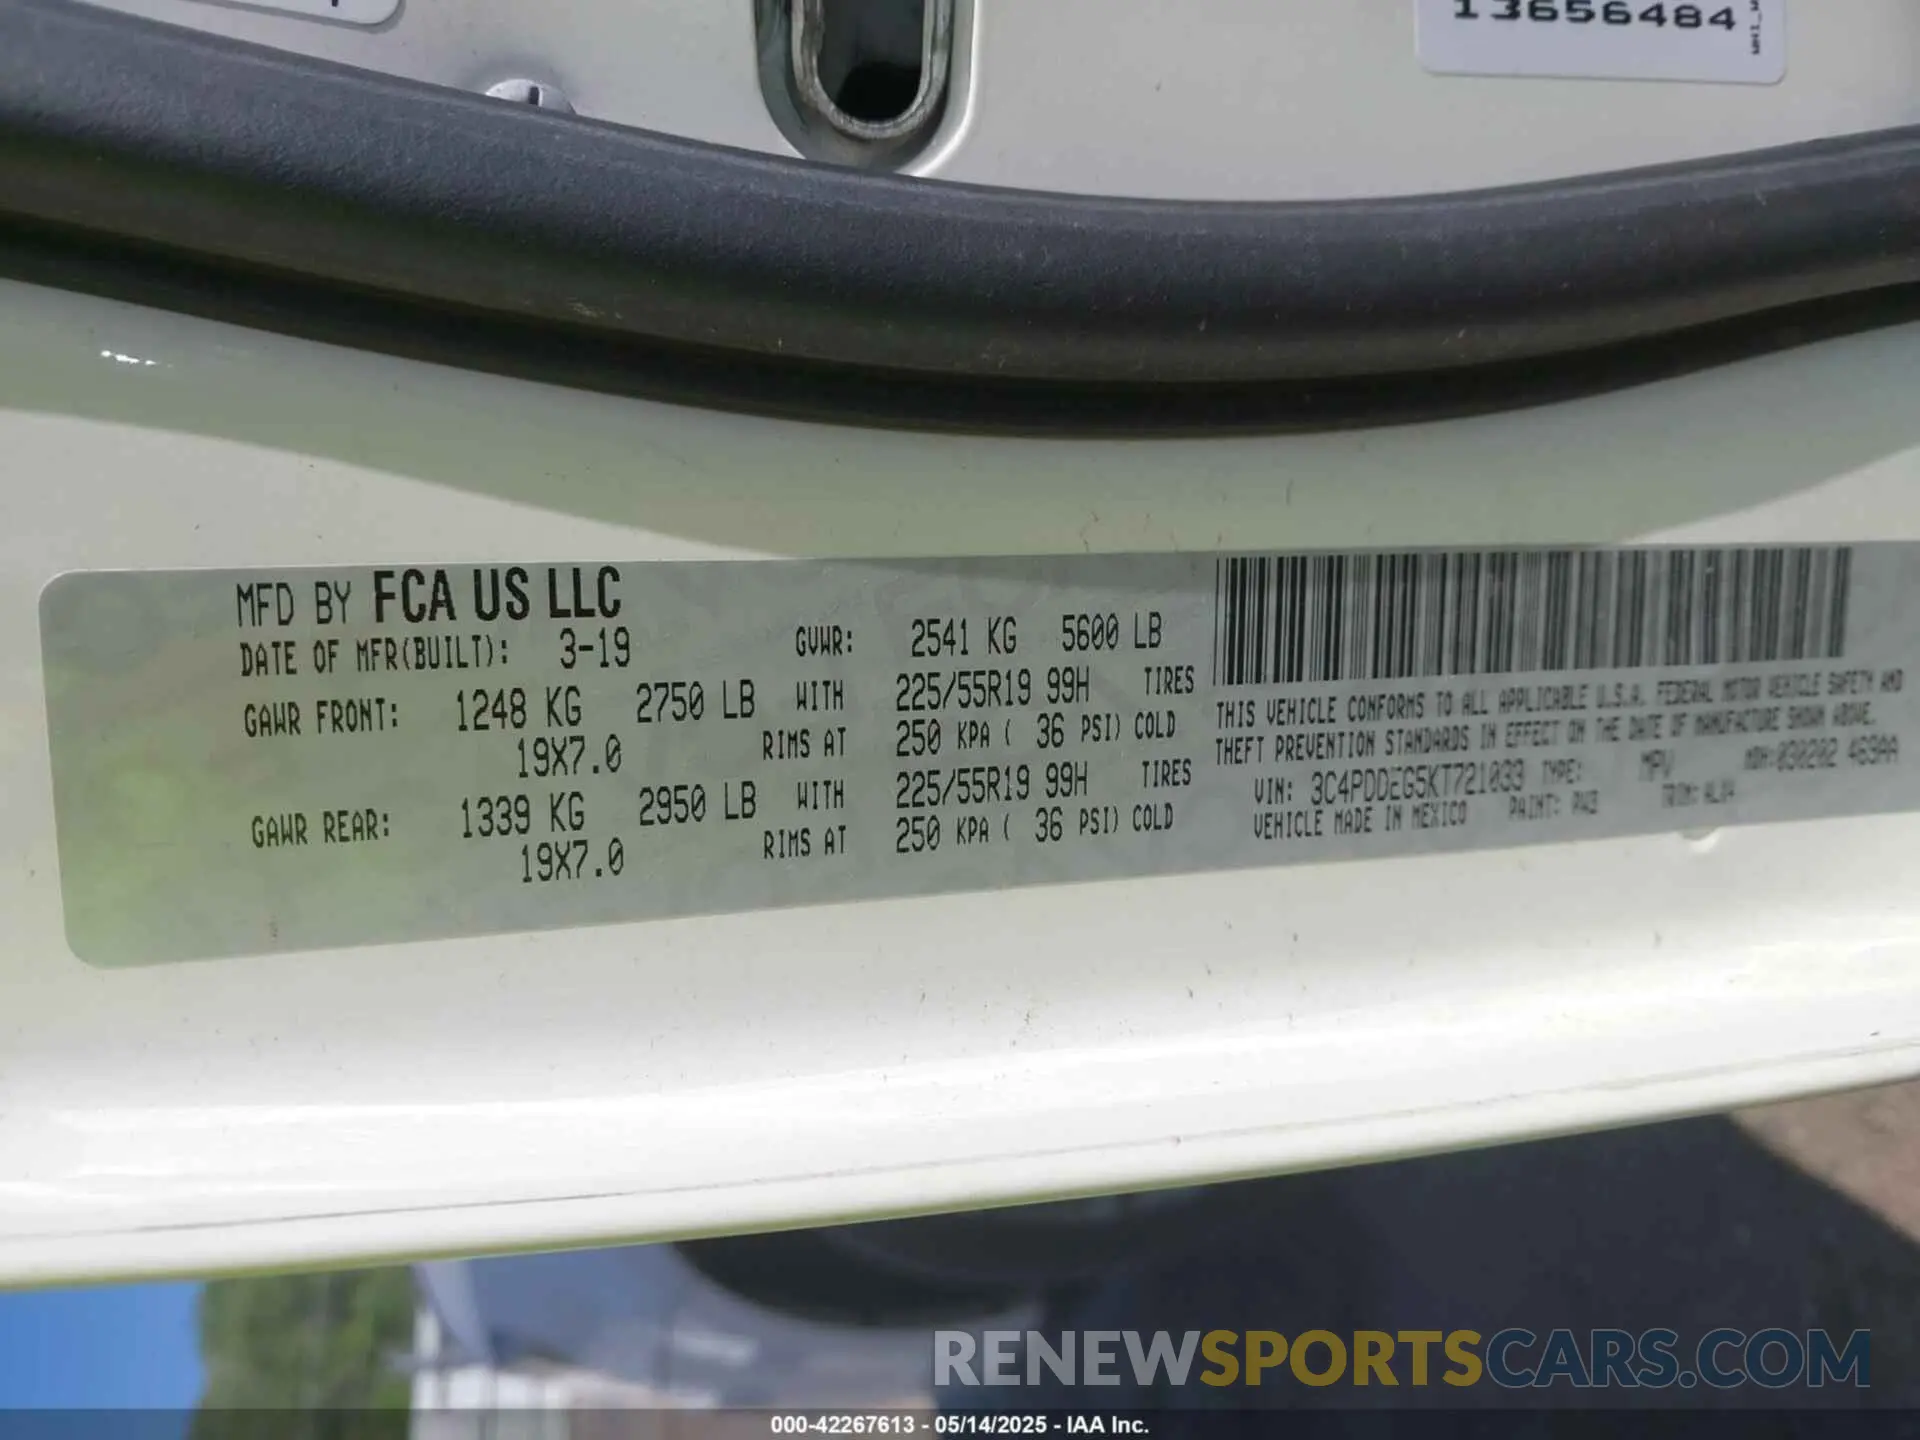 13656484
MFD BY FCA US LLC
DATE OF MFR(BUILT): 3-19 GVWR: 2541 KG 5600 LB
GAWR FRONT: 1248 KG 2750 LB WITH 225/55R19 99H TIRES
19X7.0 RIMS AT 250 KPA ( 36 PSI) COLD
GAWR REAR: 1339 KG 2950 LB WITH 225/55R19 99H TIRES
19X7.0 RIMS AT 250 KPA ( 36 PSI) COLD
THIS VEHICLE CONFORMS TO ALL APPLICABLE U.S.A. FEDERAL MOTOR VEHICLE SAFETY AND
THEFT PREVENTION STANDARDS IN EFFECT ON THE DATE OF MANUFACTURE SHOWN ABOVE.
VIN: 3C4PDDEG5KT721033 TYPE: MPV MDH:030202 469AA
VEHICLE MADE IN MEXICO PAINT: PW3 TRIM:
RENEWSPORTSCARS.COM
000-42267613 - 05/14/2025 - IAA Inc.